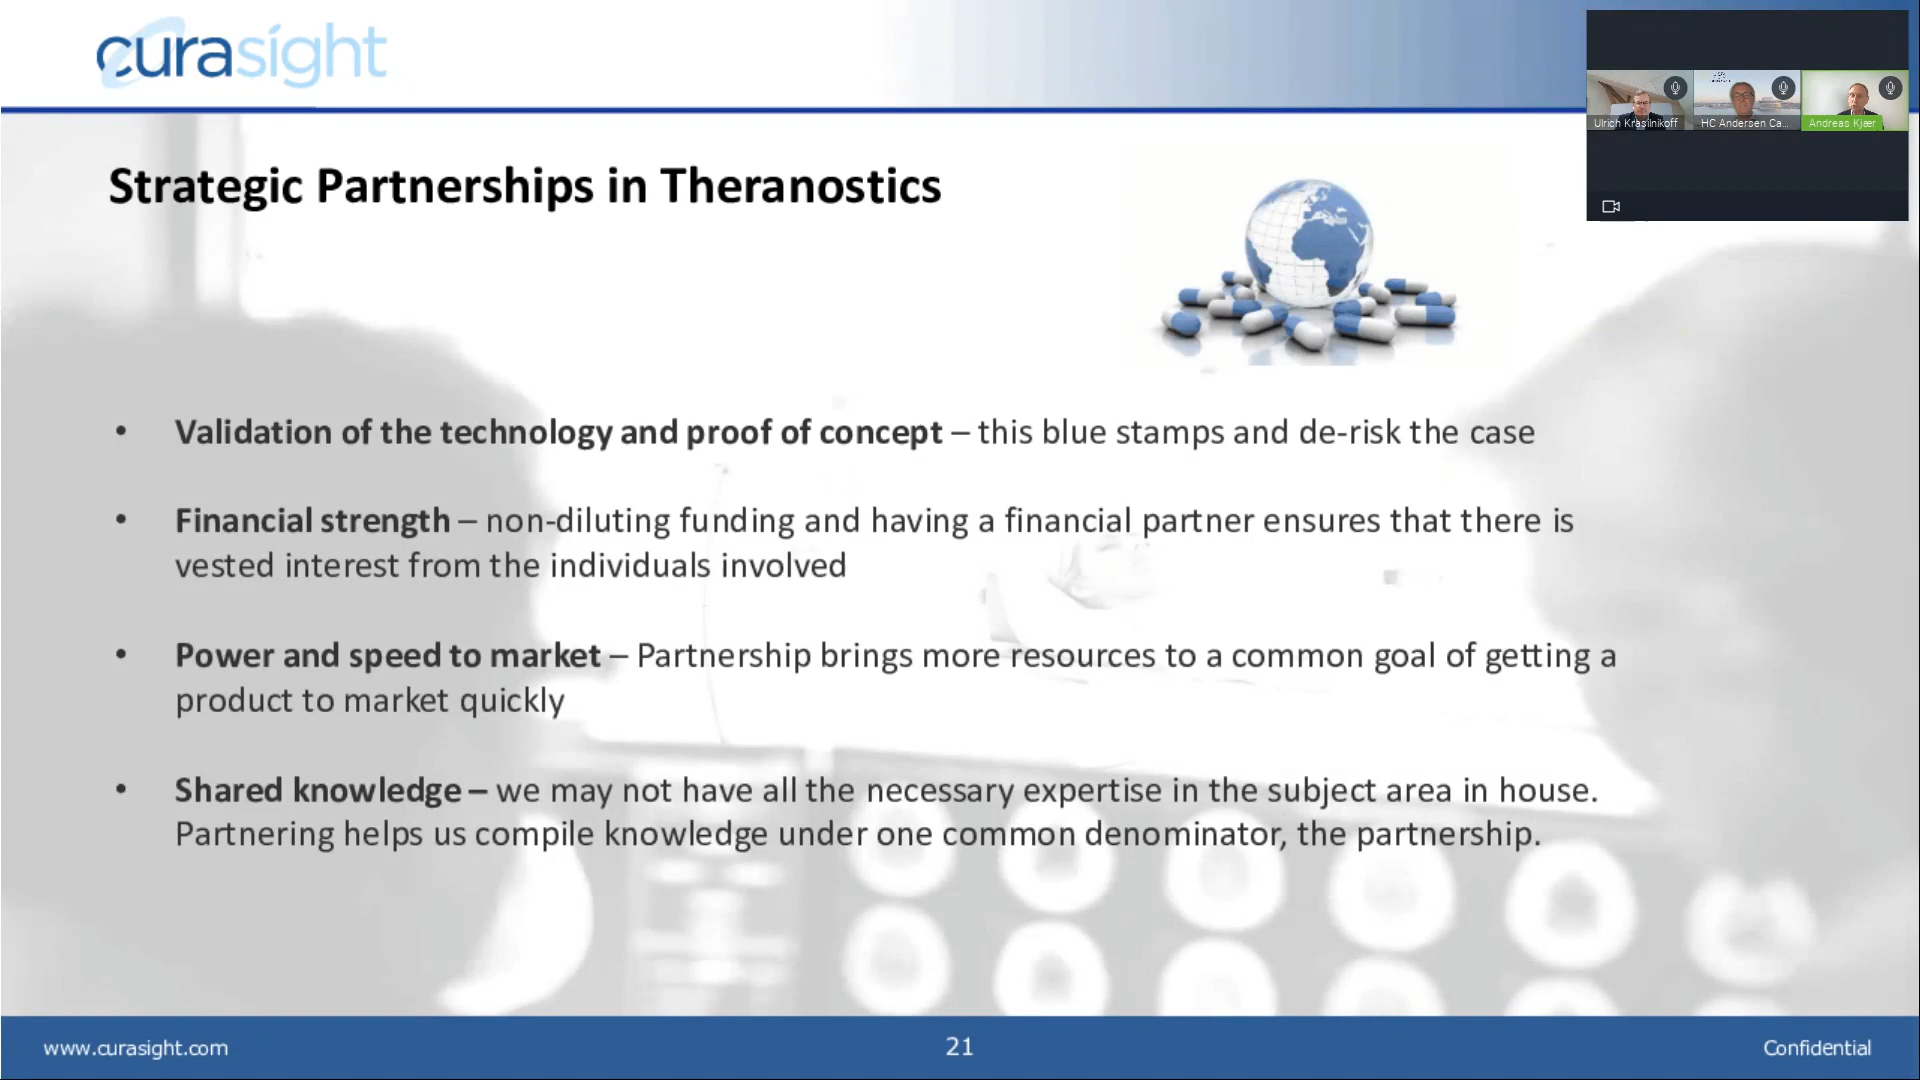 curasight
Ulrich Krasilnikoff
HC Andersen Ca...
Andreas Kjær
Strategic Partnerships in Theranostics
• Validation of the technology and proof of concept – this blue stamps and de-risk the case
• Financial strength – non-diluting funding and having a financial partner ensures that there is
vested interest from the individuals involved
• Power and speed to market – Partnership brings more resources to a common goal of getting a
product to market quickly
• Shared knowledge – we may not have all the necessary expertise in the subject area in house.
Partnering helps us compile knowledge under one common denominator, the partnership.
www.curasight.com
21
Confidential